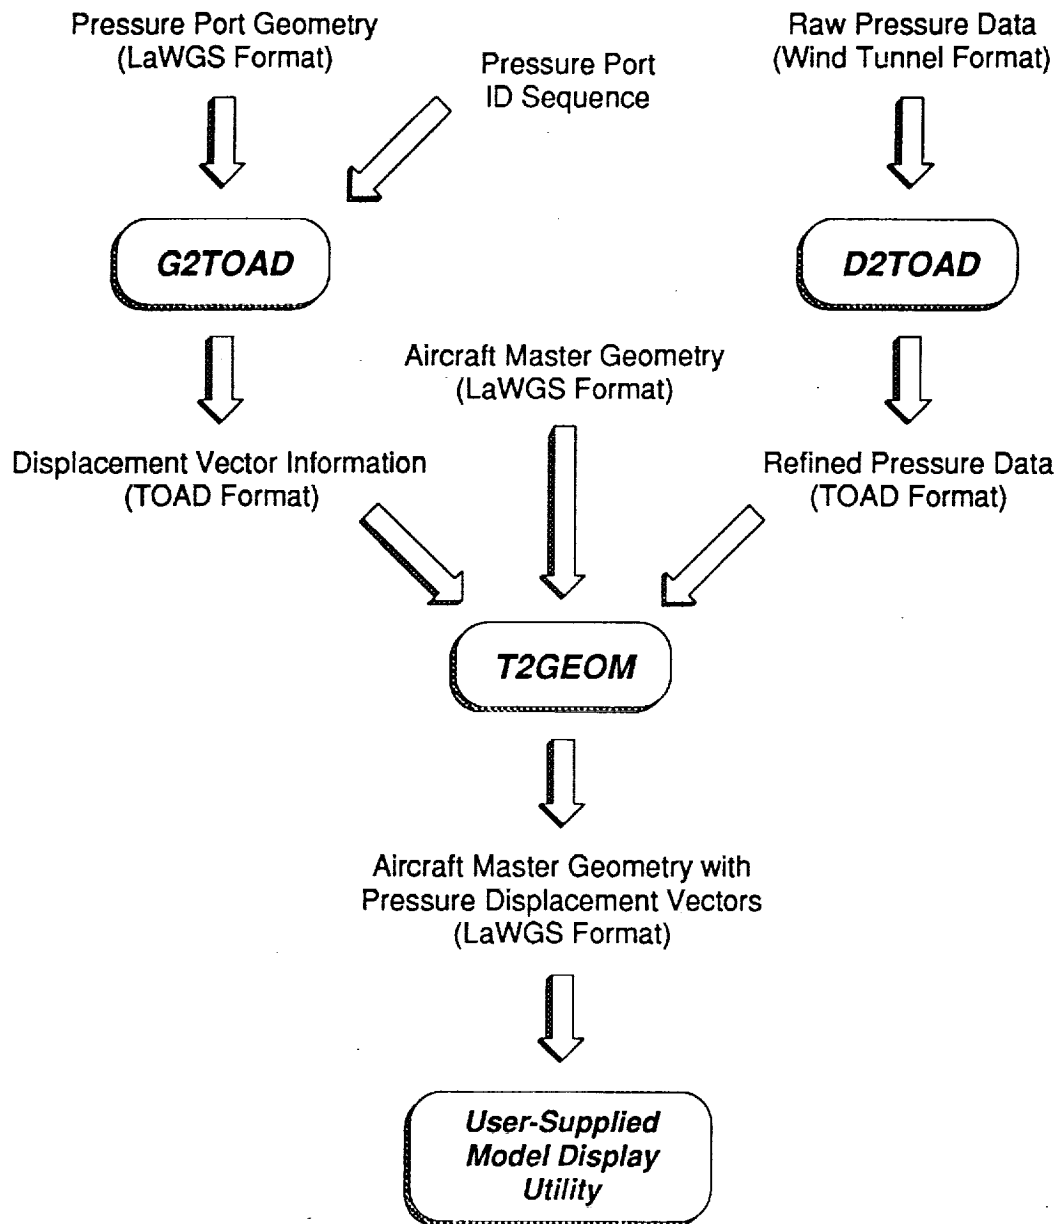 Pressure Port Geometry
(LaWGS Format)
Pressure Port
ID Sequence
Raw Pressure Data
(Wind Tunnel Format)
G2TOAD
D2TOAD
Aircraft Master Geometry
(LaWGS Format)
Displacement Vector Information
(TOAD Format)
Refined Pressure Data
(TOAD Format)
T2GEOM
Aircraft Master Geometry with
Pressure Displacement Vectors
(LaWGS Format)
User-Supplied
Model Display
Utility